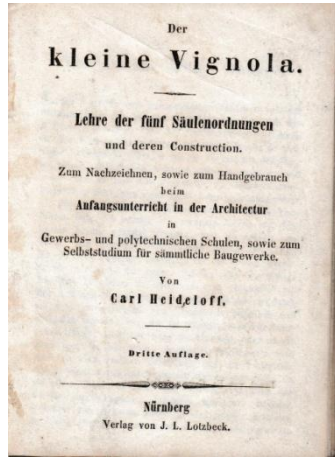 Der
kleine Vignola.
Lehre der fünf Säulenordnungen
und deren Construction.
Zum Nachzeichnen, sowie zum Handgebrauch
beim
Anfangsunterricht in der Architectur
in
Gewerbs- und polytechnischen Schulen, sowie zum
Selbststudium für sämmtliche Baugewerke.
Von
Carl Heideloff.
Dritte Auflage.
Nürnberg
Verlag von J. L. Lotzbeck.